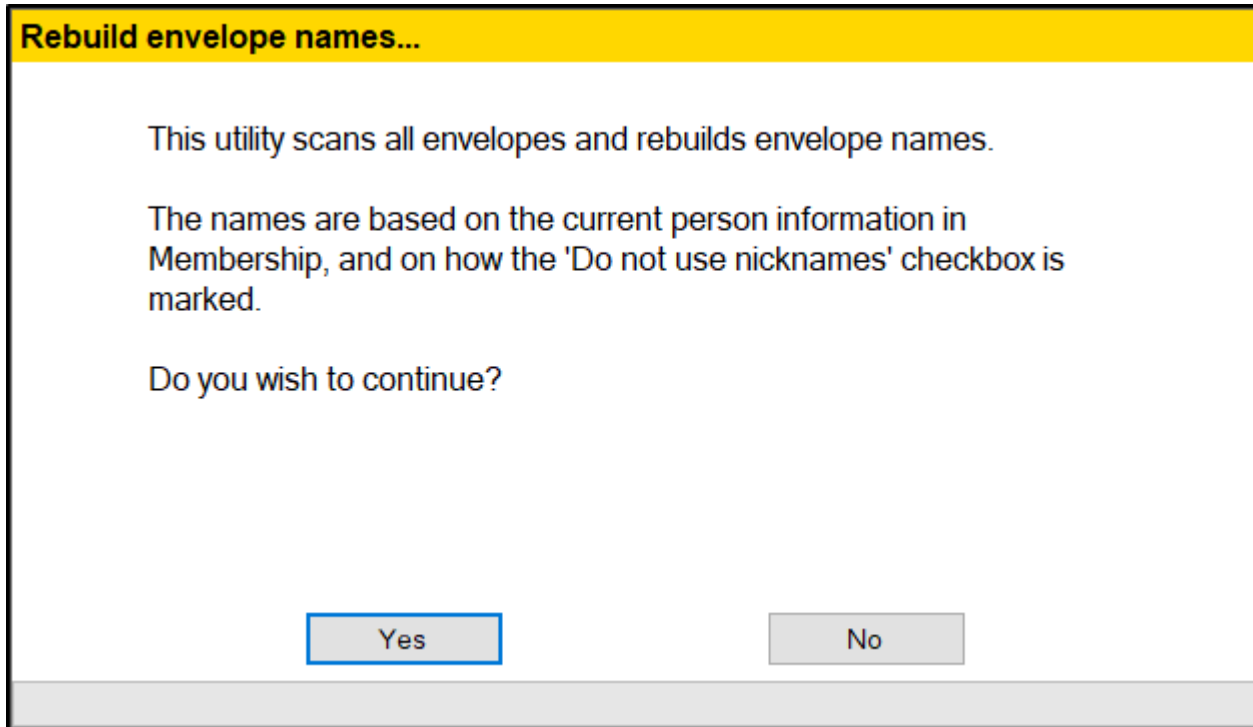 Rebuild envelope names...
This utility scans all envelopes and rebuilds envelope names.
The names are based on the current person information in
Membership, and on how the 'Do not use nicknames' checkbox is
marked.
Do you wish to continue?
Yes
No